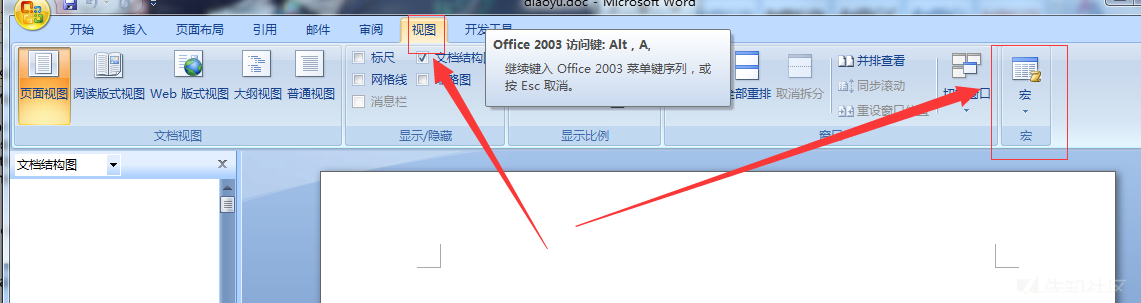 diaoyu.doc - Microsoft Word
开始 插入 页面布局 引用 邮件 审阅 视图 开发工具
Office 2003 访问键: Alt，A,
继续键入 Office 2003 菜单键序列，或
按 Esc 取消。
标尺 文档结构图
网格线
消息栏
页面视图 阅读版式视图 Web 版式视图 大纲视图 普通视图
全部重排 取消拆分
并排查看
同步滚动
重设窗口位置
切换窗口
宏
文档视图 显示/隐藏 显示比例 窗口 宏
文档结构图